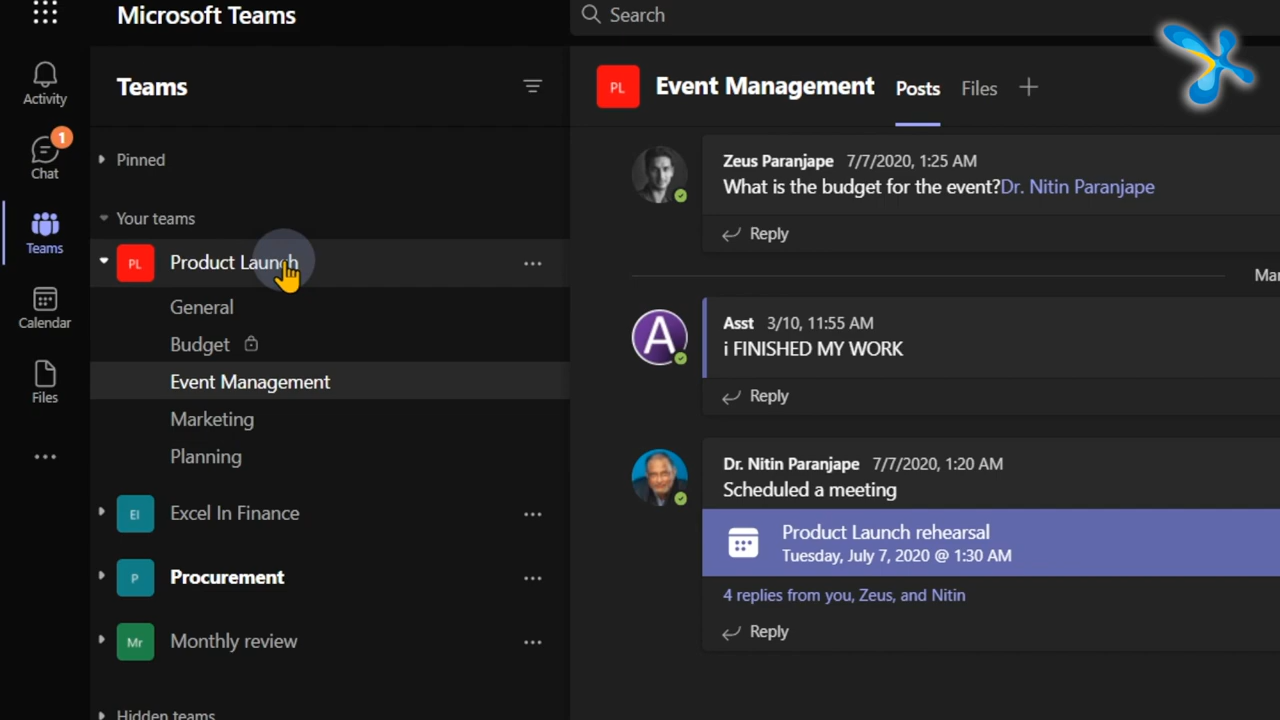 Microsoft Teams
Search
Activity
1
Chat
Teams
Calendar
Files
Teams
Pinned
Your teams
PL
Product Launch
General
Budget
Event Management
Marketing
Planning
EI
Excel In Finance
P
Procurement
Mr
Monthly review
Hidden teams
PL
Event Management
Posts
Files
Zeus Paranjape 7/7/2020, 1:25 AM
What is the budget for the event?Dr. Nitin Paranjape
Reply
Mar
A
Asst 3/10, 11:55 AM
i FINISHED MY WORK
Reply
Dr. Nitin Paranjape 7/7/2020, 1:20 AM
Scheduled a meeting
Product Launch rehearsal
Tuesday, July 7, 2020 @ 1:30 AM
4 replies from you, Zeus, and Nitin
Reply